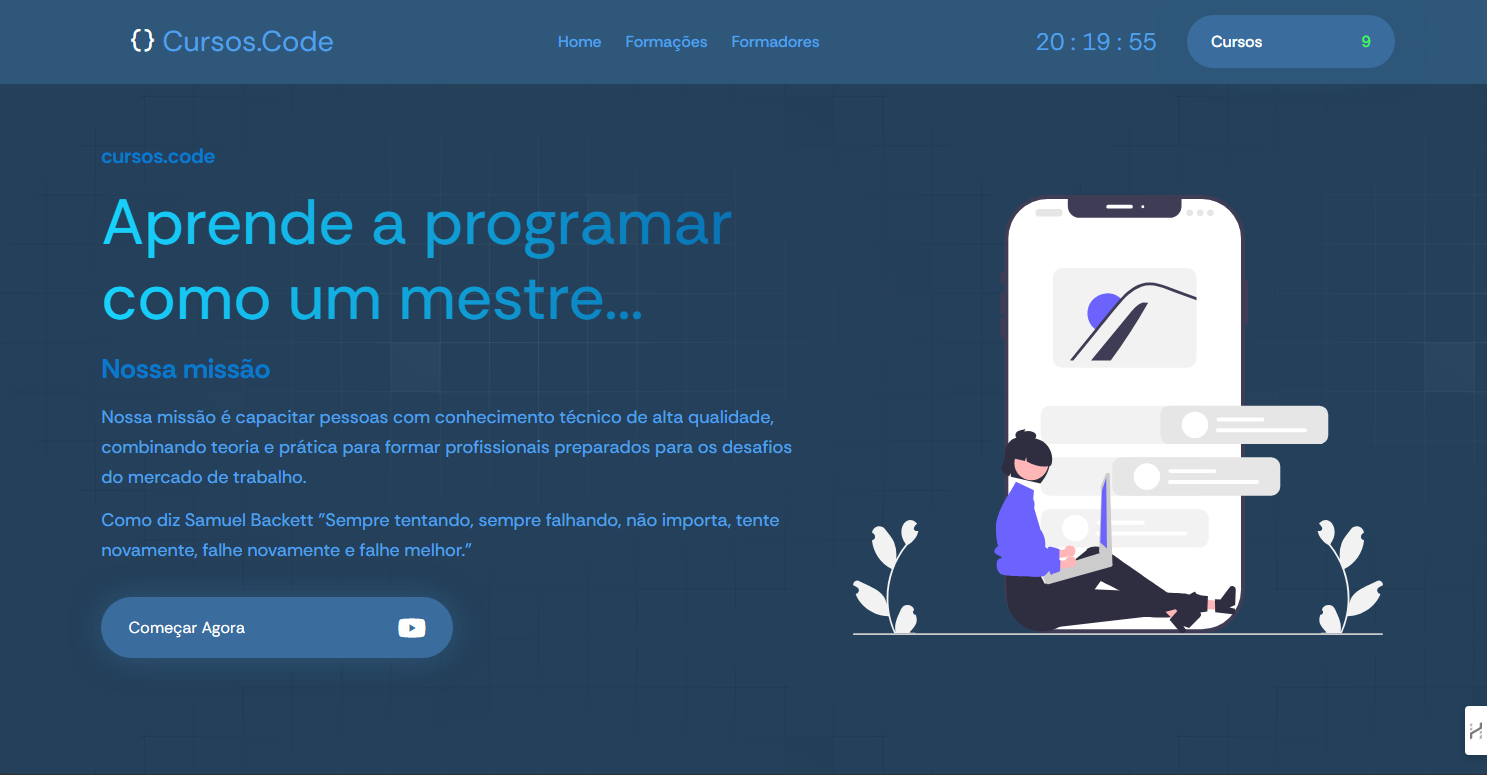 {} Cursos.Code
Home Formações Formadores
20 : 19 : 55
Cursos 9
cursos.code
Aprende a programar
como um mestre...
Nossa missão
Nossa missão é capacitar pessoas com conhecimento técnico de alta qualidade,
combinando teoria e prática para formar profissionais preparados para os desafios
do mercado de trabalho.
Como diz Samuel Backett "Sempre tentando, sempre falhando, não importa, tente
novamente, falhe novamente e falhe melhor."
Começar Agora